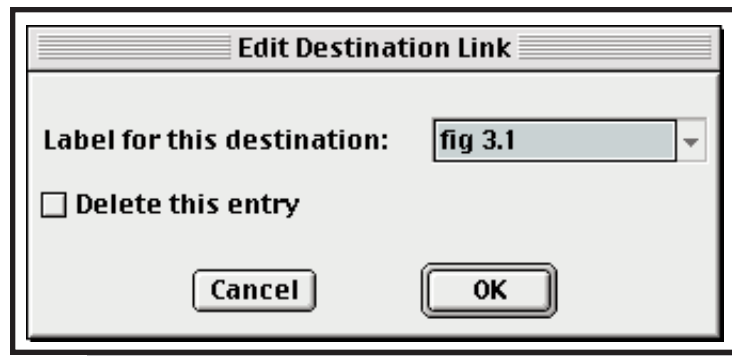 Edit Destination Link
Label for this destination: fig 3.1
Delete this entry
Cancel OK